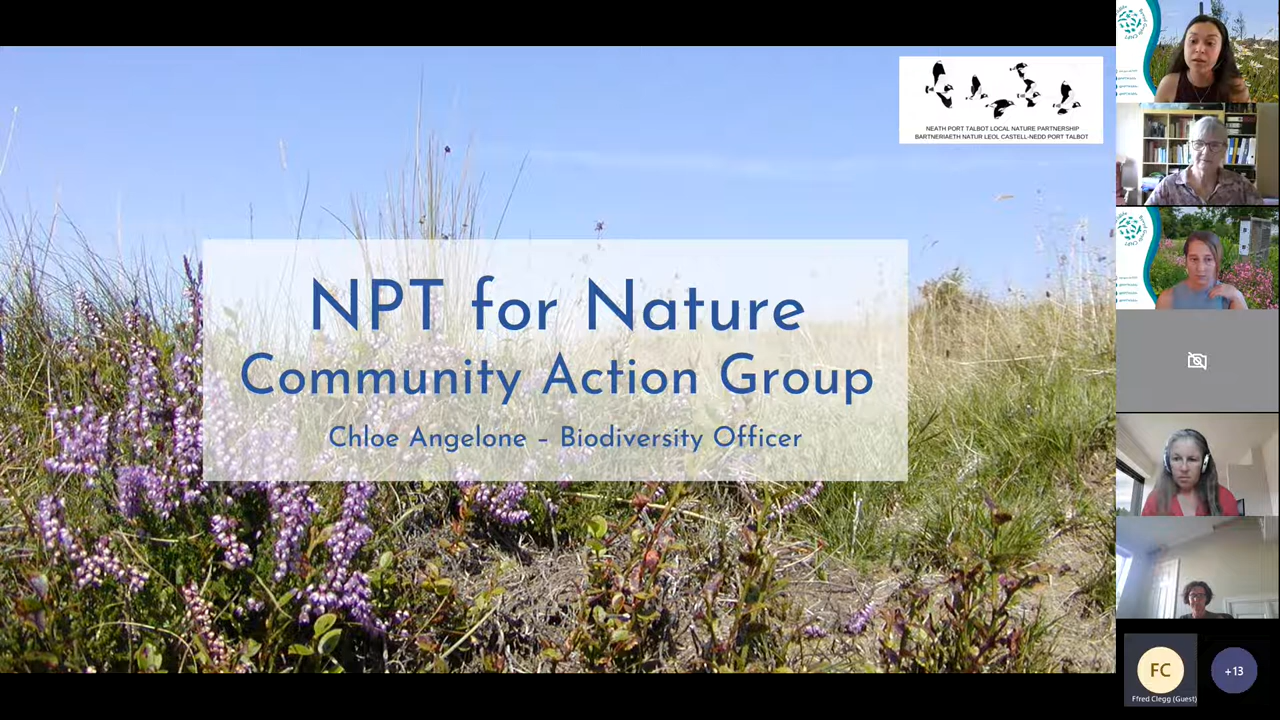 NEATH PORT TALBOT LOCAL NATURE PARTNERSHIP
BARTNERIAETH NATUR LEOL CASTELL-NEDD PORT TALBOT
NPT for Nature
Community Action Group
Chloe Angelone – Biodiversity Officer
FC
Ffred Clegg (Guest)
+13